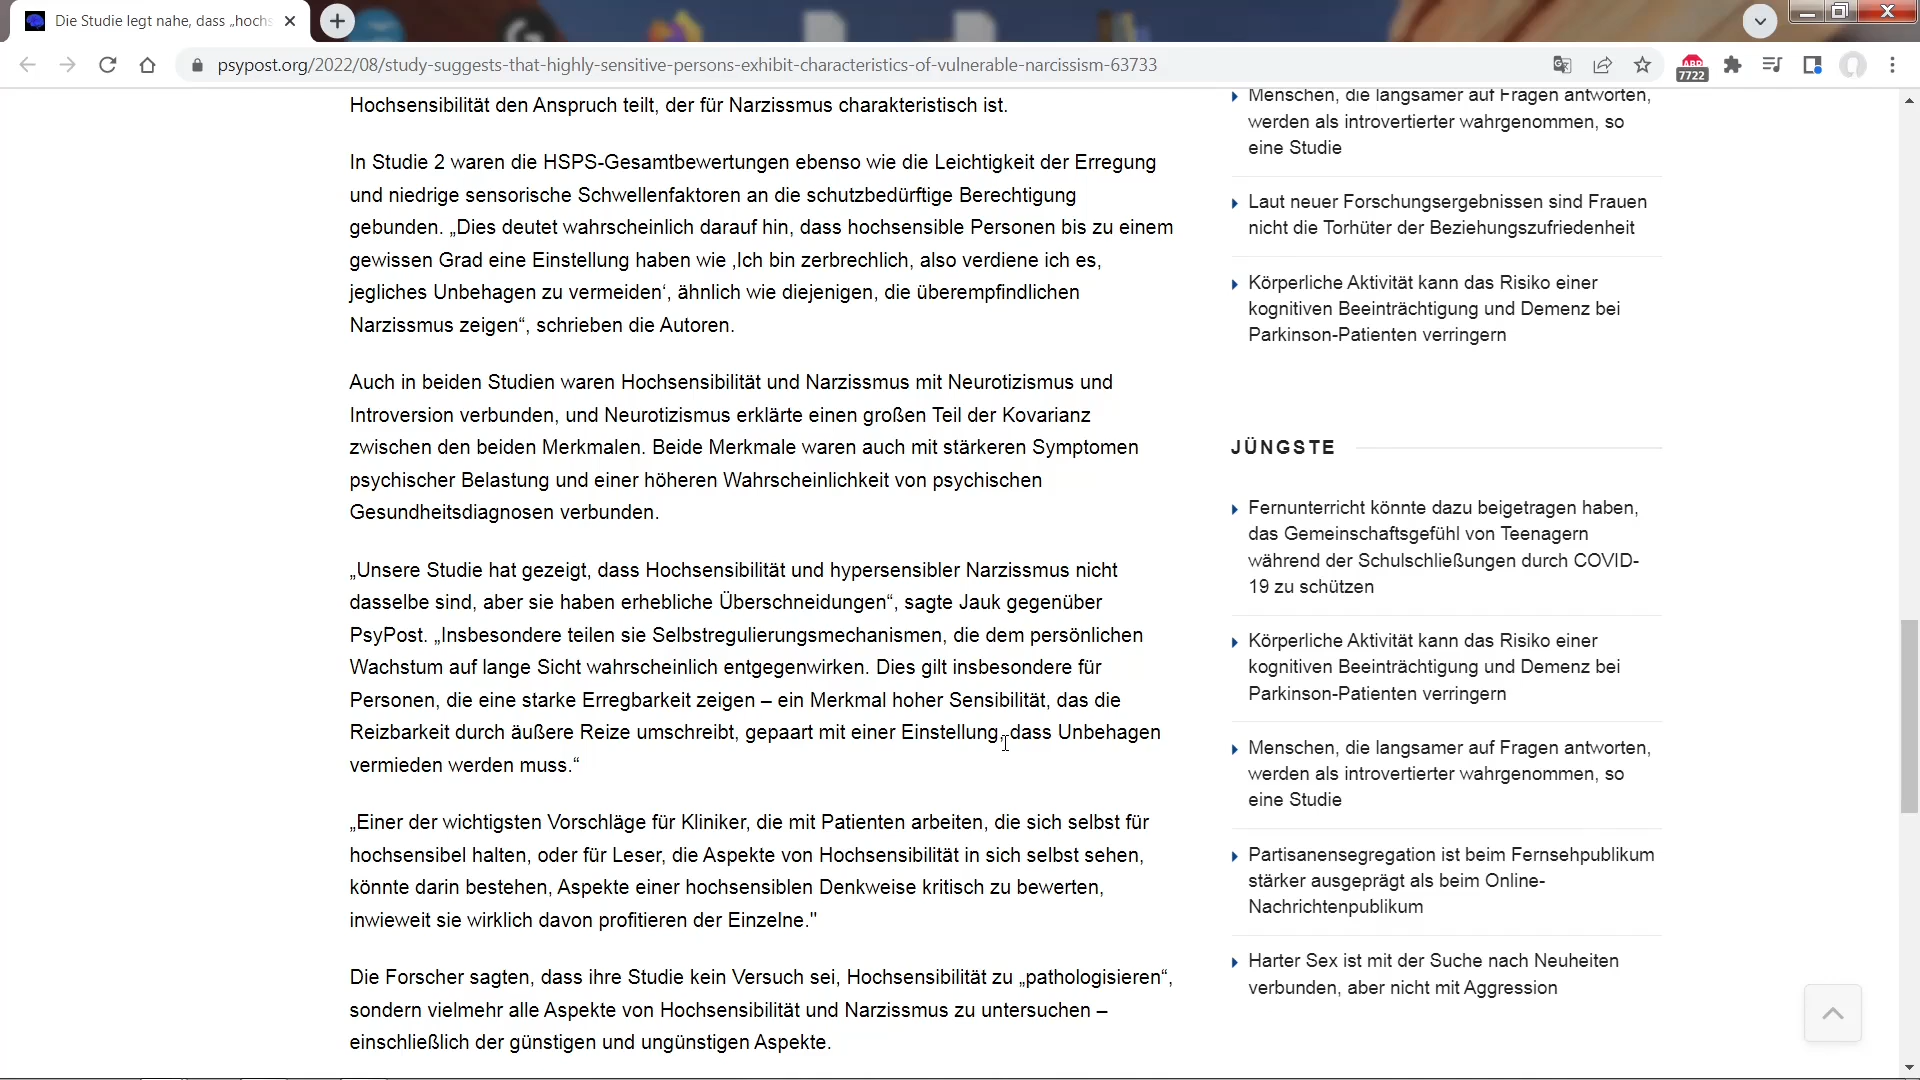 Die Studie legt nahe, dass „hochs
psypost.org/2022/08/study-suggests-that-highly-sensitive-persons-exhibit-characteristics-of-vulnerable-narcissism-63733
ABP
7722
Hochsensibilität den Anspruch teilt, der für Narzissmus charakteristisch ist.
In Studie 2 waren die HSPS-Gesamtbewertungen ebenso wie die Leichtigkeit der Erregung
und niedrige sensorische Schwellenfaktoren an die schutzbedürftige Berechtigung
gebunden. „Dies deutet wahrscheinlich darauf hin, dass hochsensible Personen bis zu einem
gewissen Grad eine Einstellung haben wie ‚Ich bin zerbrechlich, also verdiene ich es,
jegliches Unbehagen zu vermeiden‘, ähnlich wie diejenigen, die überempfindlichen
Narzissmus zeigen“, schrieben die Autoren.
Auch in beiden Studien waren Hochsensibilität und Narzissmus mit Neurotizismus und
Introversion verbunden, und Neurotizismus erklärte einen großen Teil der Kovarianz
zwischen den beiden Merkmalen. Beide Merkmale waren auch mit stärkeren Symptomen
psychischer Belastung und einer höheren Wahrscheinlichkeit von psychischen
Gesundheitsdiagnosen verbunden.
„Unsere Studie hat gezeigt, dass Hochsensibilität und hypersensibler Narzissmus nicht
dasselbe sind, aber sie haben erhebliche Überschneidungen“, sagte Jauk gegenüber
PsyPost. „Insbesondere teilen sie Selbstregulierungsmechanismen, die dem persönlichen
Wachstum auf lange Sicht wahrscheinlich entgegenwirken. Dies gilt insbesondere für
Personen, die eine starke Erregbarkeit zeigen – ein Merkmal hoher Sensibilität, das die
Reizbarkeit durch äußere Reize umschreibt, gepaart mit einer Einstellung, dass Unbehagen
vermieden werden muss.“
„Einer der wichtigsten Vorschläge für Kliniker, die mit Patienten arbeiten, die sich selbst für
hochsensibel halten, oder für Leser, die Aspekte von Hochsensibilität in sich selbst sehen,
könnte darin bestehen, Aspekte einer hochsensiblen Denkweise kritisch zu bewerten,
inwieweit sie wirklich davon profitieren der Einzelne."
Die Forscher sagten, dass ihre Studie kein Versuch sei, Hochsensibilität zu „pathologisieren“,
sondern vielmehr alle Aspekte von Hochsensibilität und Narzissmus zu untersuchen –
einschließlich der günstigen und ungünstigen Aspekte.
Menschen, die langsamer auf Fragen antworten,
werden als introvertierter wahrgenommen, so
eine Studie
Laut neuer Forschungsergebnissen sind Frauen
nicht die Torhüter der Beziehungszufriedenheit
Körperliche Aktivität kann das Risiko einer
kognitiven Beeinträchtigung und Demenz bei
Parkinson-Patienten verringern
JÜNGSTE
Fernunterricht könnte dazu beigetragen haben,
das Gemeinschaftsgefühl von Teenagern
während der Schulschließungen durch COVID-
19 zu schützen
Körperliche Aktivität kann das Risiko einer
kognitiven Beeinträchtigung und Demenz bei
Parkinson-Patienten verringern
Menschen, die langsamer auf Fragen antworten,
werden als introvertierter wahrgenommen, so
eine Studie
Partisanensegregation ist beim Fernsehpublikum
stärker ausgeprägt als beim Online-
Nachrichtenpublikum
Harter Sex ist mit der Suche nach Neuheiten
verbunden, aber nicht mit Aggression